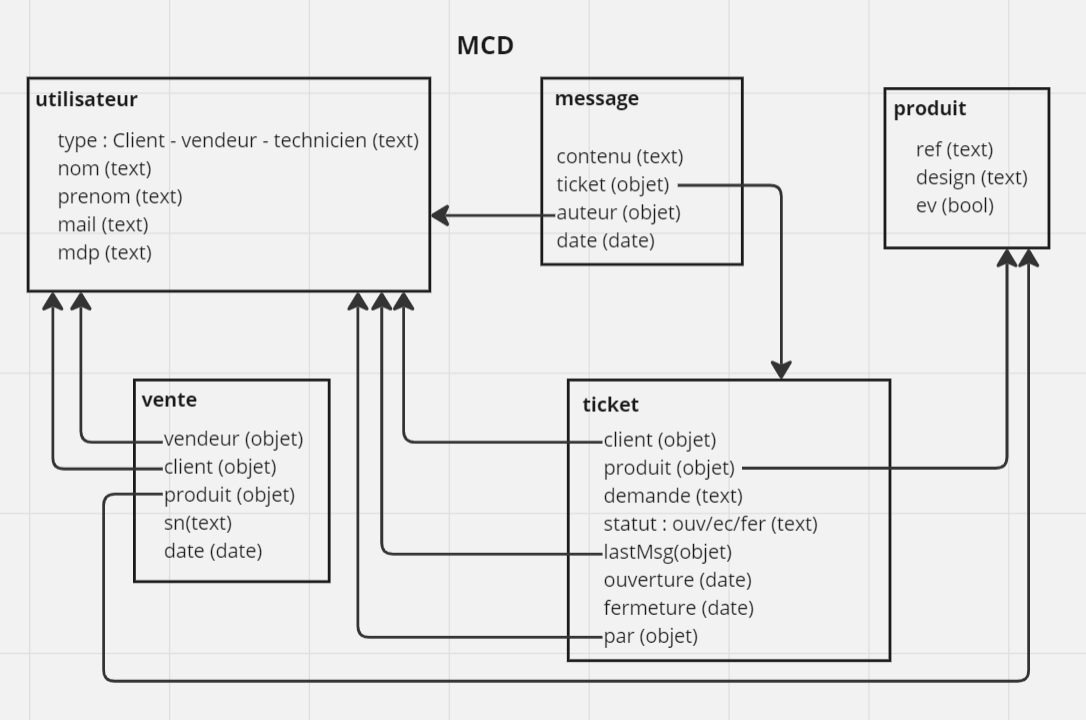 MCD
utilisateur
type : Client - vendeur - technicien (text)
nom (text)
prenom (text)
mail (text)
mdp (text)
message
contenu (text)
ticket (objet)
auteur (objet)
date (date)
produit
ref (text)
design (text)
ev (bool)
vente
vendeur (objet)
client (objet)
produit (objet)
sn(text)
date (date)
ticket
client (objet)
produit (objet)
demande (text)
statut : ouv/ec/fer (text)
lastMsg(objet)
ouverture (date)
fermeture (date)
par (objet)